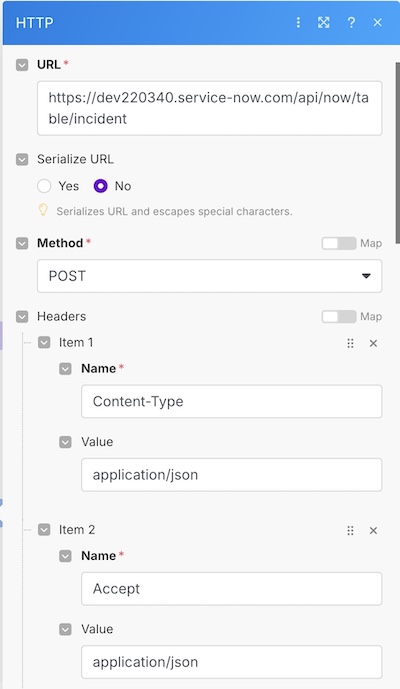 HTTP ?
URL *
https://dev220340.service-now.com/api/now/ta
ble/incident
Serialize URL
Yes No
Serializes URL and escapes special characters.
Method * Map
POST
Headers Map
Item 1
Name *
Content-Type
Value
application/json
Item 2
Name *
Accept
Value
application/json